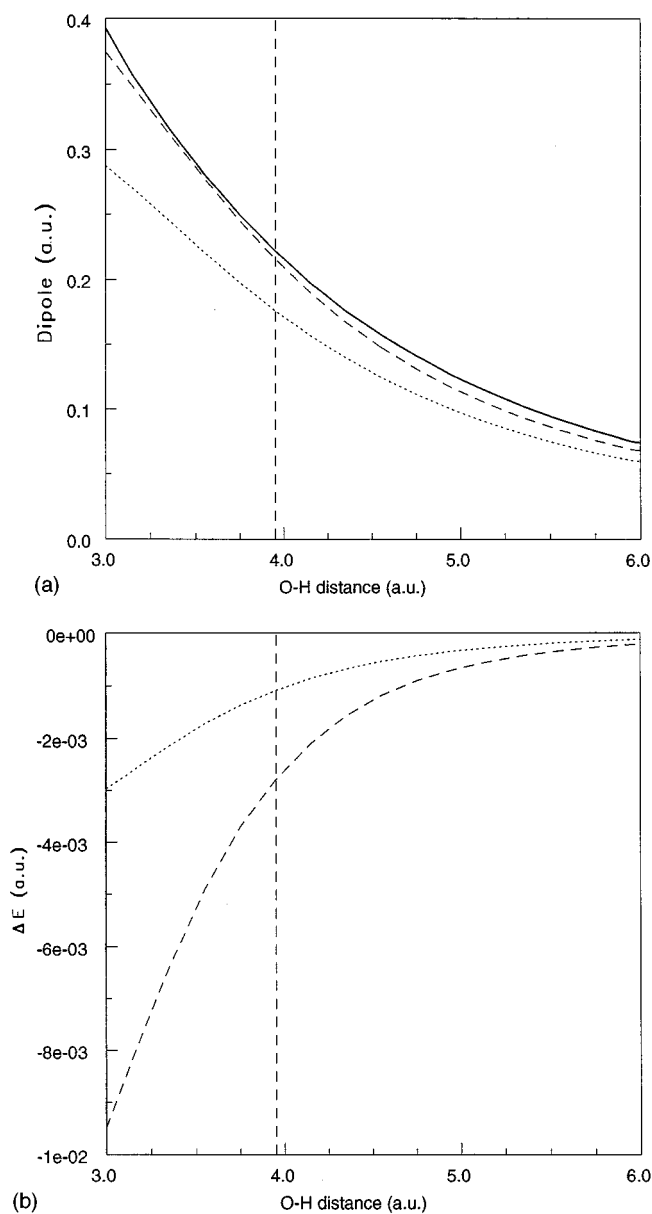 0.4
0.3
0.2
0.1
0.0
Dipole (a.u.)
3.0 4.0 5.0 6.0
(a)
O-H distance (a.u.)
0e+00
-2e-03
-4e-03
-6e-03
-8e-03
-1e-02
ΔE (a.u.)
3.0 4.0 5.0 6.0
(b)
O-H distance (a.u.)